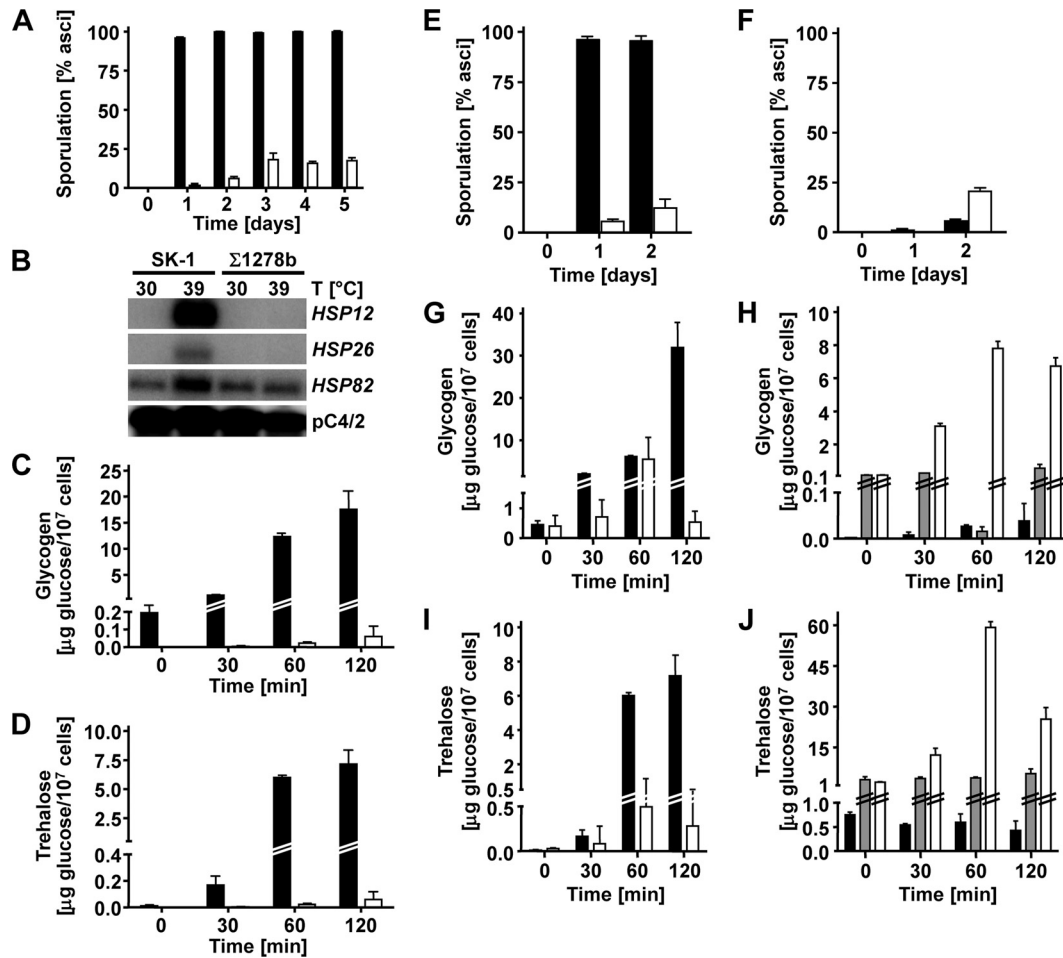 A
Sporulation [% asci]
100
75
50
25
0
0 1 2 3 4 5
Time [days]
B
SK-1 Σ1278b
30 39 30 39 T [°C]
HSP12
HSP26
HSP82
pC4/2
C
Glycogen
[µg glucose/10⁷ cells]
25
20
15
10
5
0.2
0.1
0.0
0 30 60 120
Time [min]
D
Trehalose
[µg glucose/10⁷ cells]
10.0
7.5
5.0
2.5
0.4
0.2
0.0
0 30 60 120
Time [min]
E
Sporulation [% asci]
100
75
50
25
0
0 1 2
Time [days]
F
Sporulation [% asci]
100
75
50
25
0
0 1 2
Time [days]
G
Glycogen
[µg glucose/10⁷ cells]
40
30
20
10
1
0
0 30 60 120
Time [min]
H
Glycogen
[µg glucose/10⁷ cells]
10
8
6
4
2
0.1
0.1
0.0
0 30 60 120
Time [min]
I
Trehalose
[µg glucose/10⁷ cells]
10
8
6
4
2
0.5
0.5
0.0
0 30 60 120
Time [min]
J
Trehalose
[µg glucose/10⁷ cells]
60
45
30
15
1
1.0
0.5
0.0
0 30 60 120
Time [min]